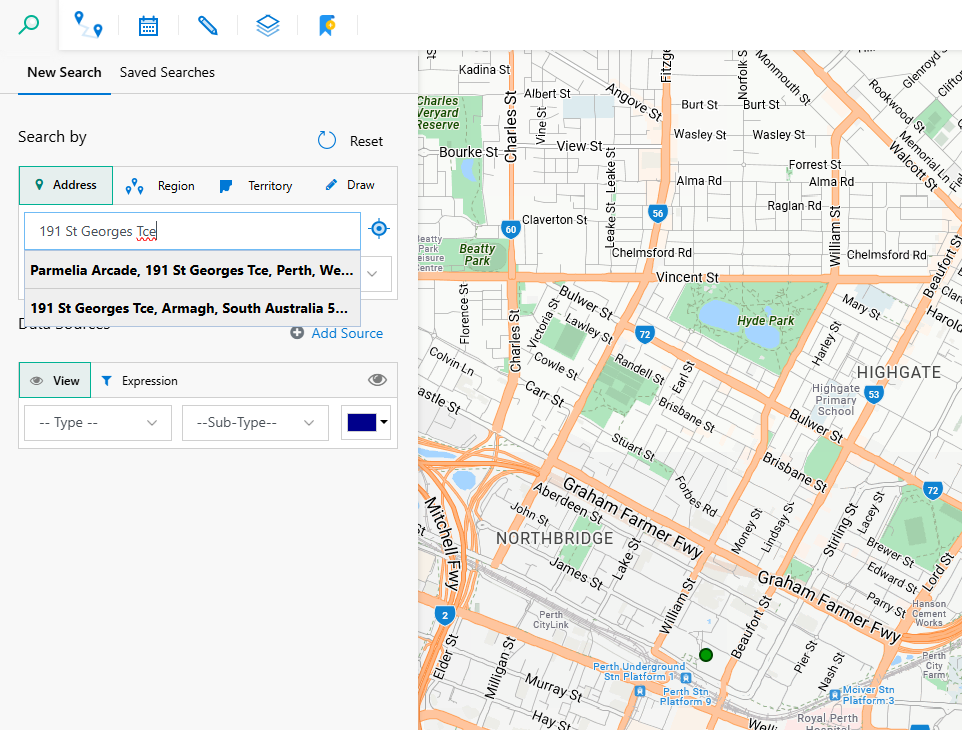 New Search
Saved Searches
Search by
Reset
Address
Region
Territory
Draw
191 St Georges Tce
Parmelia Arcade, 191 St Georges Tce, Perth, We...
191 St Georges Tce, Armagh, South Australia 5...
Data Sources
Add Source
View
Expression
-- Type --
--Sub-Type--
Kadina St
Albert St
Charles St
Vine St
Angove St
Fitzge
Norfolk S
Monmouth St
Glenroyd
Clifto
Rookwood St
Burt St
Burt St
Charles
Veryard
Reserve
Wasley St
Wasley St
Memorial
Walcott St
Bourke St
View St
Leake St
Forrest St
Alma Rd
Alma Rd
Raglan Rd
Leake St
Claverton St
56
60
William St
Beatty
Park
Leisure
Centre
Beatty
Park
Chelmsford Rd
Chelmsford Rd
Beaufort St
Vincent St
Florence St
Charles St
Victoria St
Bulwer St
Lawley St
Hyde Park
Mary St
Harold
72
Harley St
Colvin Ln
Cowle St
Randell St
Earl St
HIGHGATE
Carr St
Highgate
Primary
School
53
astle St
Brisbane St
Bulwer St
Stuart St
Brisbane St
72
Graham Farmer Fwy
Forbes Rd
Aberdeen St
Mitchell Fwy
John St
Money St
Lindsay St
Stirling St
Lacey St
NORTHBRIDGE
Lake St
Brewer St
James St
Edward St
Lord St
Graham Farmer Fwy
William St
Beaufort St
Parry St
Hanson
Cement
Works
2
Perth
CityLink
Elder St
Milligan St
Pier St
Nash St
Perth
City
Farm
Perth Underground
Stn Platform 1
Perth Stn
Platform 9
Mciver Stn
Platform:3
Murray St
Hay St
Royal Perth
Hospital